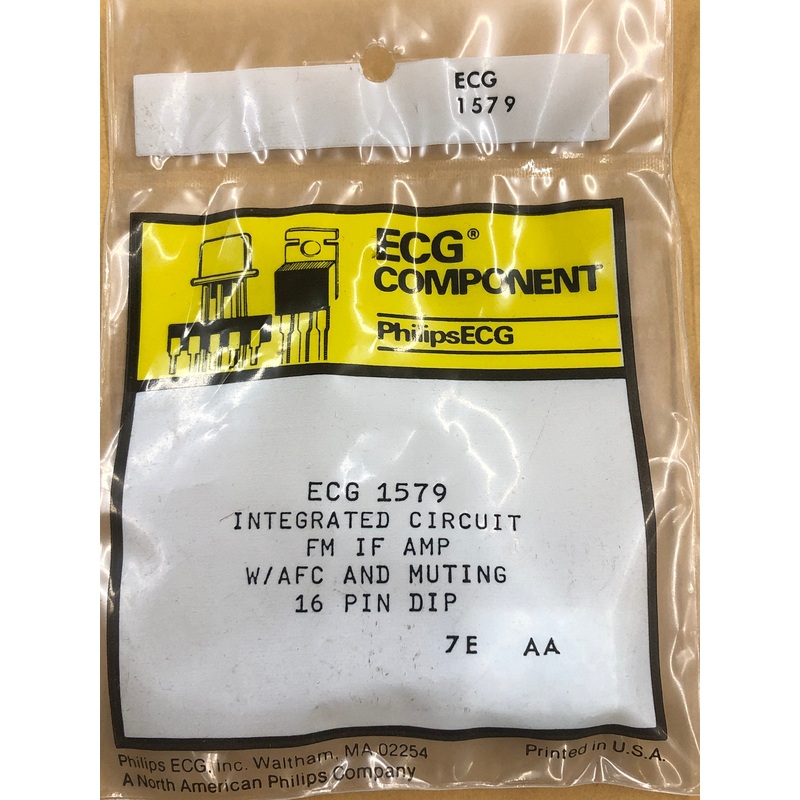 ECG
1579
ECG®
COMPONENT
PhilipsECG
ECG 1579
INTEGRATED CIRCUIT
FM IF AMP
W/AFC AND MUTING
16 PIN DIP
7E AA
Philips ECG, Inc. Waltham, MA 02254
A North American Philips Company
Printed in U.S.A.